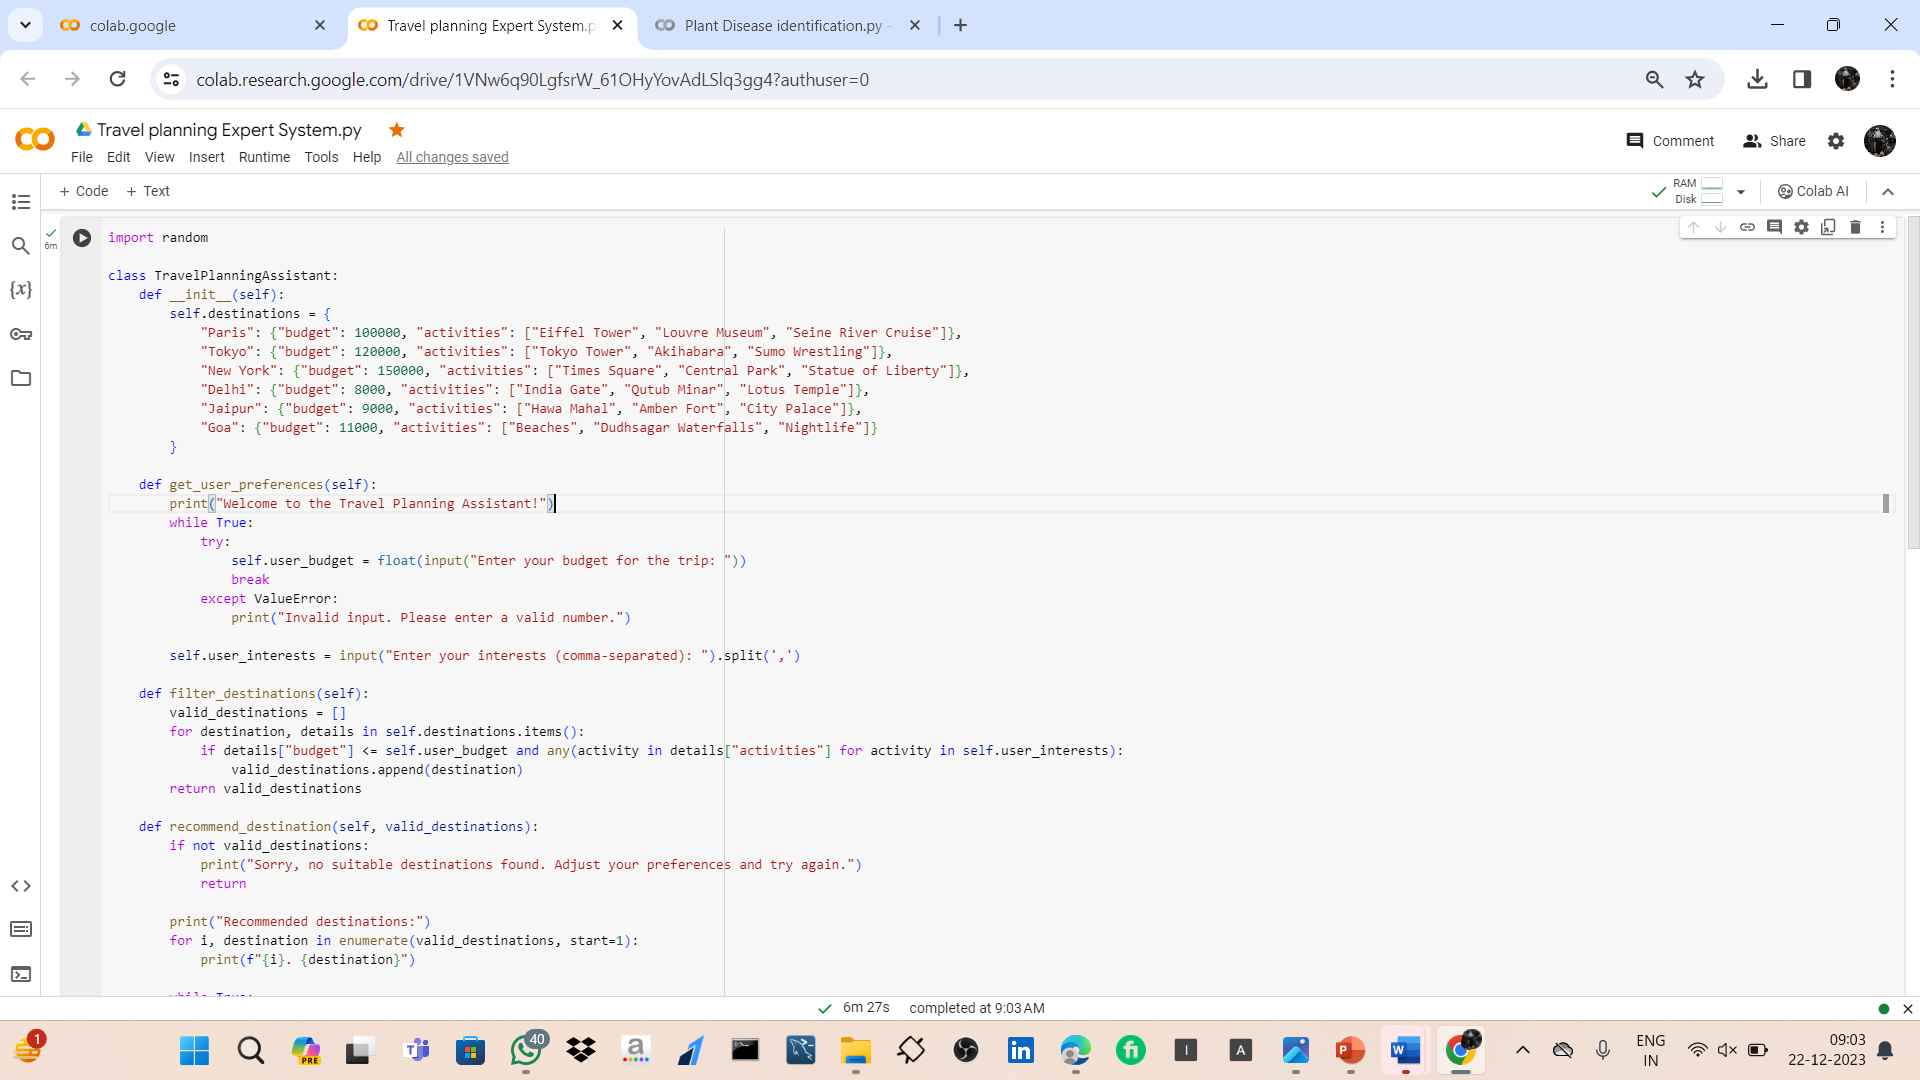 colab.google
Travel planning Expert System.p
Plant Disease identification.py -
colab.research.google.com/drive/1VNw6q90LgfsrW_61OHyYovAdLSlq3gg4?authuser=0
Travel planning Expert System.py
File Edit View Insert Runtime Tools Help All changes saved
Comment
Share
+ Code + Text
RAM
Disk
Colab AI
6m
{x}
import random
class TravelPlanningAssistant:
    def __init__(self):
        self.destinations = {
            "Paris": {"budget": 100000, "activities": ["Eiffel Tower", "Louvre Museum", "Seine River Cruise"]},
            "Tokyo": {"budget": 120000, "activities": ["Tokyo Tower", "Akihabara", "Sumo Wrestling"]},
            "New York": {"budget": 150000, "activities": ["Times Square", "Central Park", "Statue of Liberty"]},
            "Delhi": {"budget": 8000, "activities": ["India Gate", "Qutub Minar", "Lotus Temple"]},
            "Jaipur": {"budget": 9000, "activities": ["Hawa Mahal", "Amber Fort", "City Palace"]},
            "Goa": {"budget": 11000, "activities": ["Beaches", "Dudhsagar Waterfalls", "Nightlife"]}
        }
    def get_user_preferences(self):
        print("Welcome to the Travel Planning Assistant!")
        while True:
            try:
                self.user_budget = float(input("Enter your budget for the trip: "))
                break
            except ValueError:
                print("Invalid input. Please enter a valid number.")
        self.user_interests = input("Enter your interests (comma-separated): ").split(',')
    def filter_destinations(self):
        valid_destinations = []
        for destination, details in self.destinations.items():
            if details["budget"] <= self.user_budget and any(activity in details["activities"] for activity in self.user_interests):
                valid_destinations.append(destination)
        return valid_destinations
    def recommend_destination(self, valid_destinations):
        if not valid_destinations:
            print("Sorry, no suitable destinations found. Adjust your preferences and try again.")
            return
        print("Recommended destinations:")
        for i, destination in enumerate(valid_destinations, start=1):
            print(f"{i}. {destination}")
        while True:
6m 27s completed at 9:03 AM
1
PRE
40
a
in
fi
I
A
P
W
ENG
IN
09:03
22-12-2023